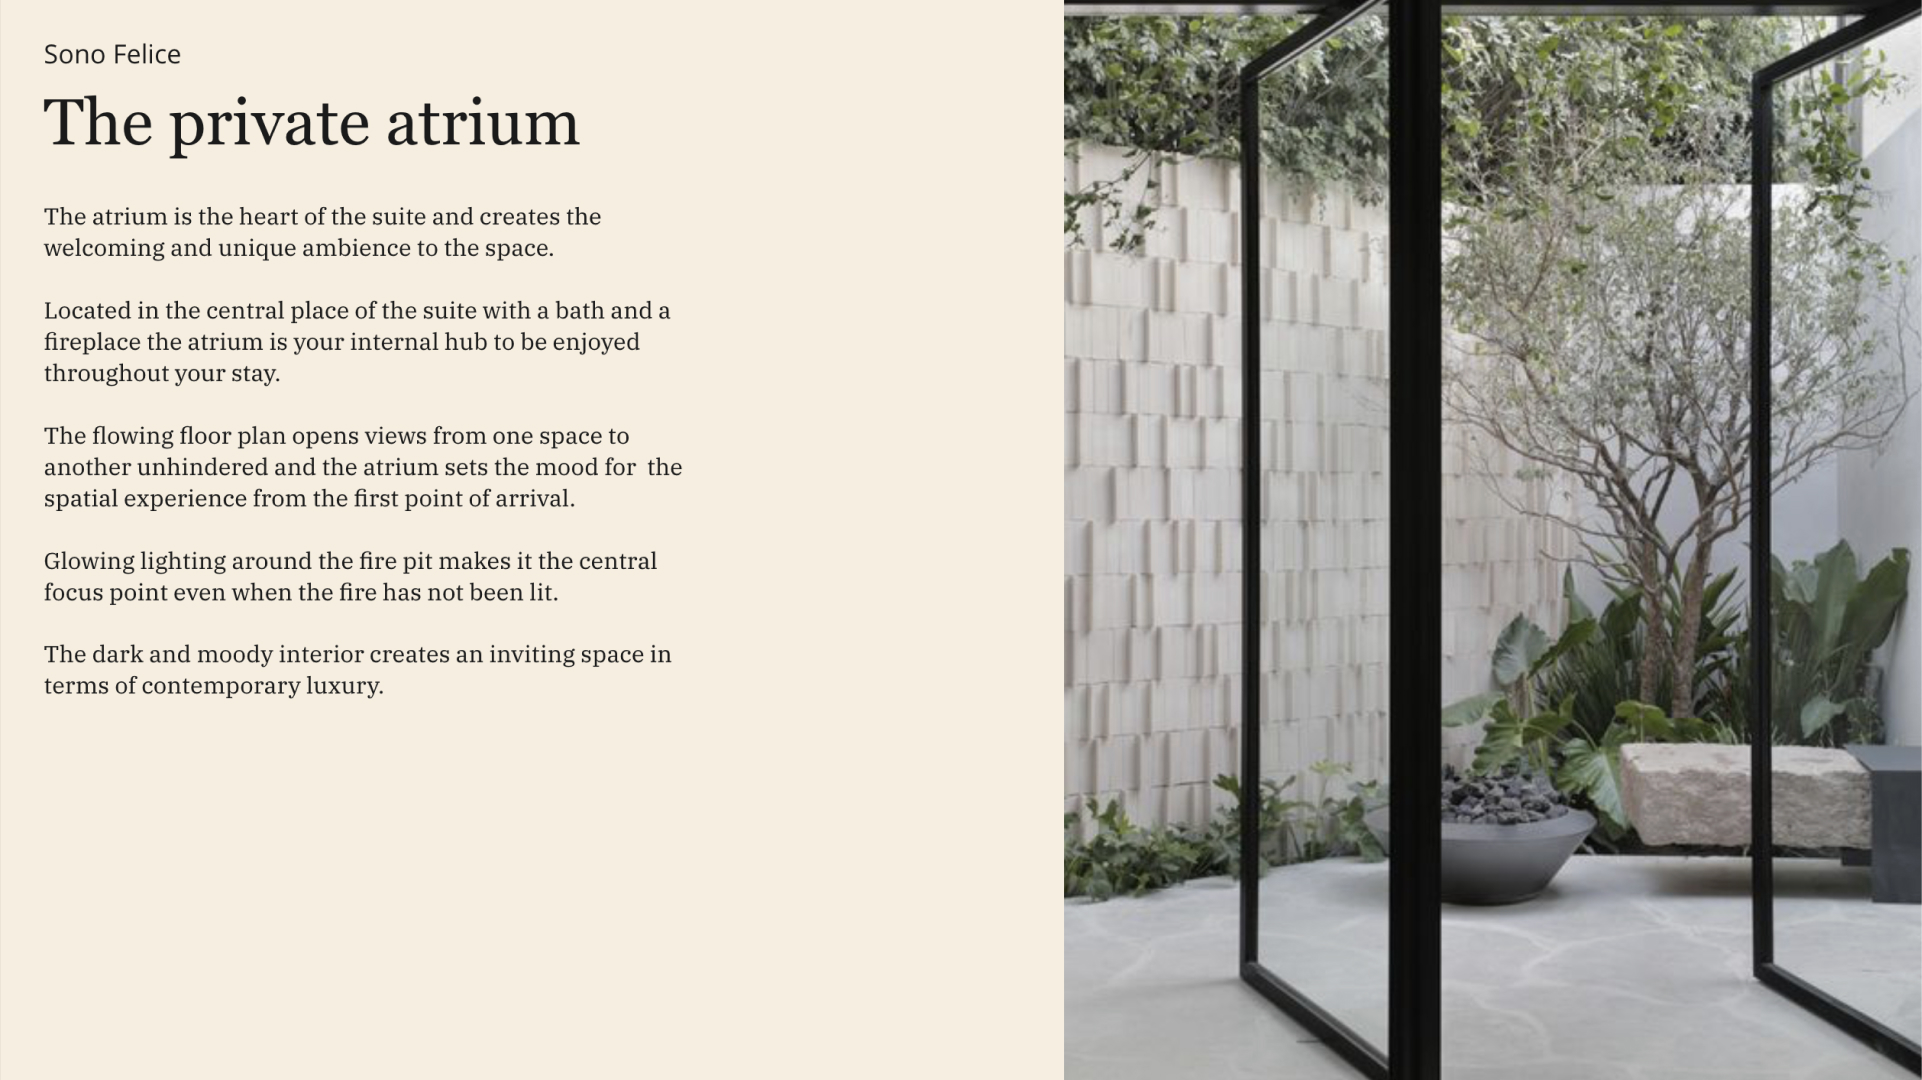 Sono Felice
The private atrium
The atrium is the heart of the suite and creates the
welcoming and unique ambience to the space.
Located in the central place of the suite with a bath and a
fireplace the atrium is your internal hub to be enjoyed
throughout your stay.
The flowing floor plan opens views from one space to
another unhindered and the atrium sets the mood for  the
spatial experience from the first point of arrival.
Glowing lighting around the fire pit makes it the central
focus point even when the fire has not been lit.
The dark and moody interior creates an inviting space in
terms of contemporary luxury.